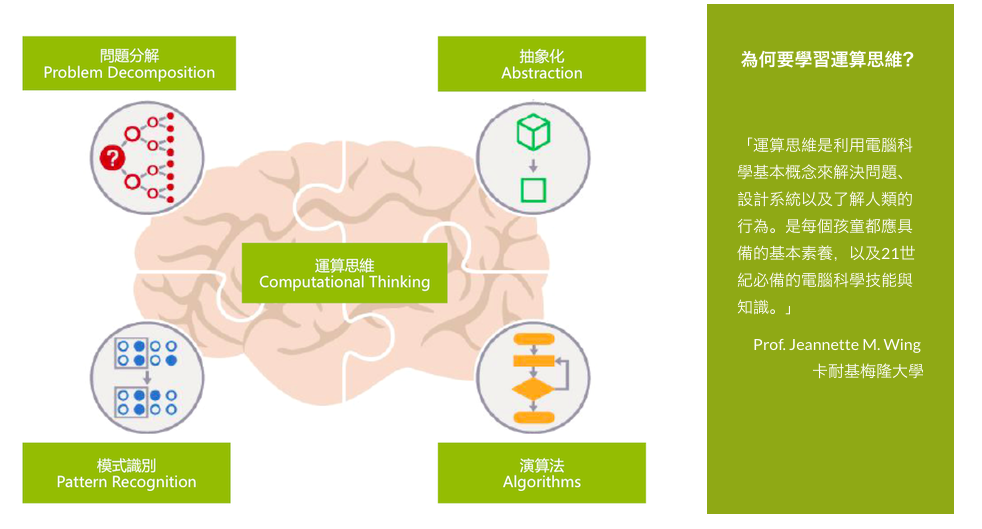 問題分解
Problem Decomposition
抽象化
Abstraction
?
運算思維
Computational Thinking
模式識別
Pattern Recognition
演算法
Algorithms
為何要學習運算思維?
「運算思維是利用電腦科
學基本概念來解決問題、
設計系統以及了解人類的
行為。是每個孩童都應具
備的基本素養，以及21世
紀必備的電腦科學技能與
知識。」
Prof. Jeannette M. Wing
卡耐基梅隆大學